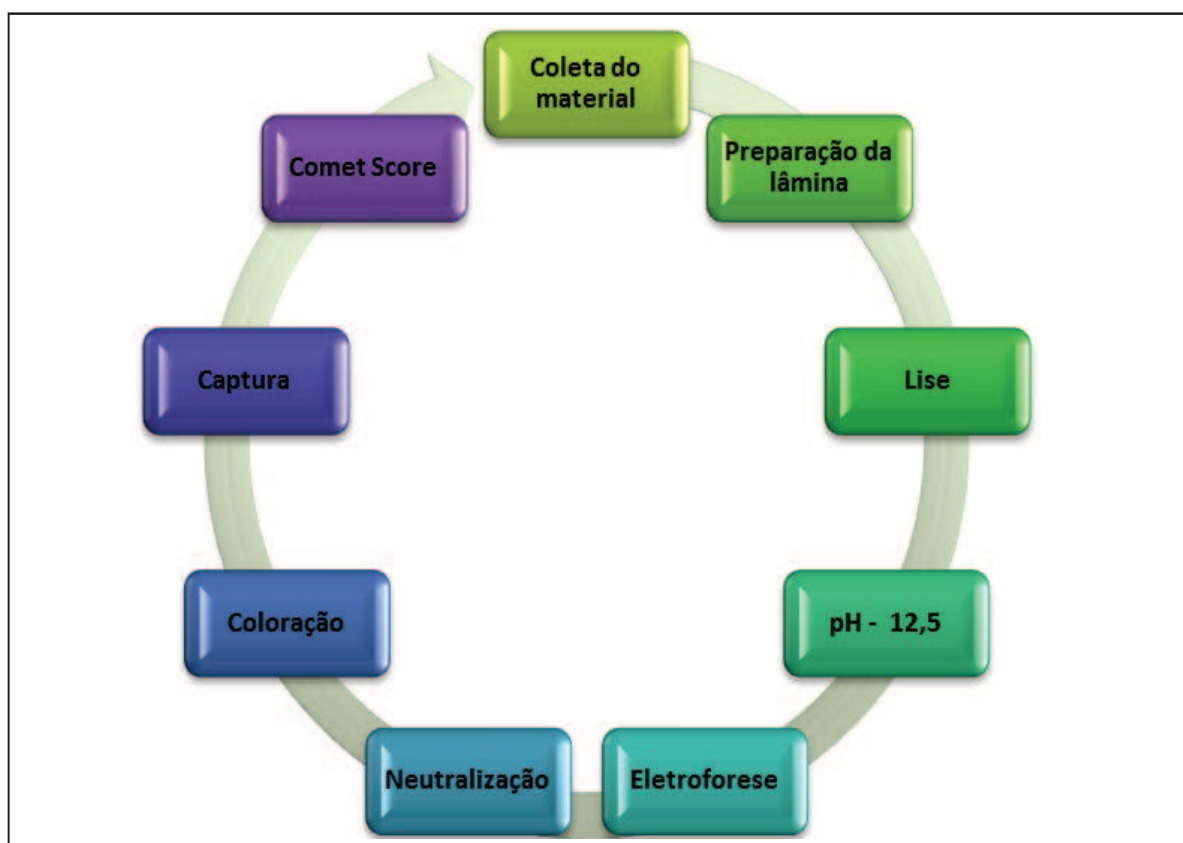 Coleta do
material
Preparação da
lâmina
Lise
pH - 12,5
Eletroforese
Neutralização
Coloração
Captura
Comet Score